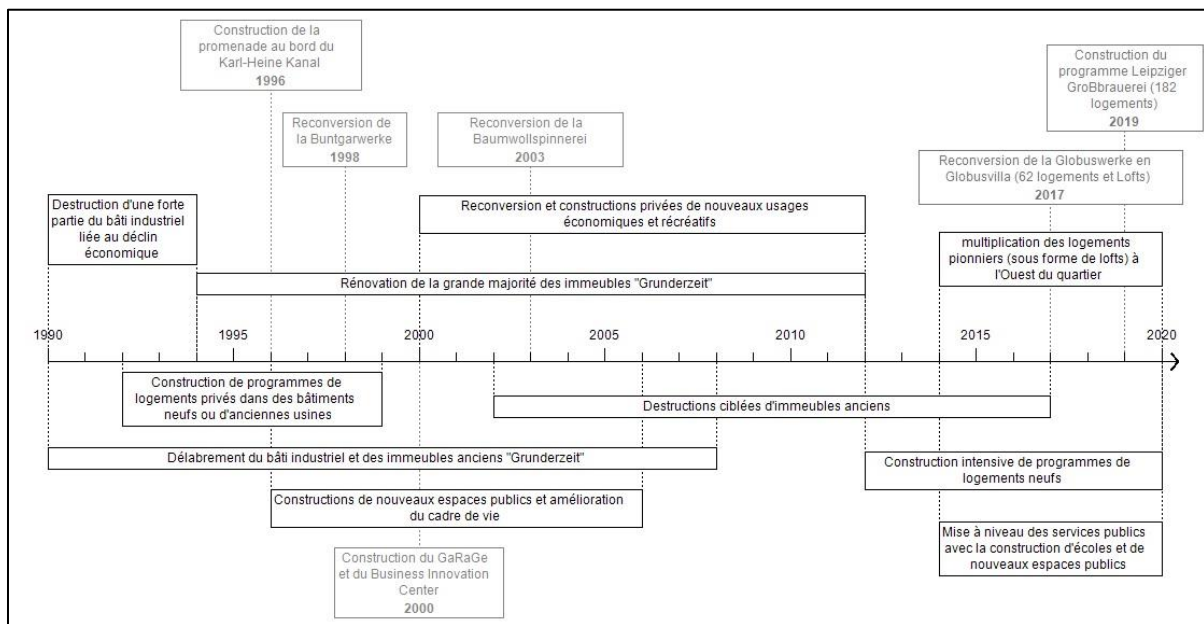 Construction de la
promenade au bord du
Karl-Heine Kanal
1996
Construction du
programme Leipziger
GroBbrauerei (182
logements)
2019
Reconversion de
la Buntgarwerke
1998
Reconversion de la
Baumwollspinnerei
2003
Reconversion de la Globuswerke en
Globusvilla (62 logements et Lofts)
2017
Destruction d'une forte
partie du bâti industriel
liée au déclin
économique
Reconversion et constructions privées de nouveaux usages
économiques et récréatifs
multiplication des logements
pionniers (sous forme de lofts) à
l'Ouest du quartier
Rénovation de la grande majorité des immeubles "Grunderzeit"
1990 1995 2000 2005 2010 2015 2020
Construction de programmes de
logements privés dans des bâtiments
neufs ou d'anciennes usines
Destructions ciblées d'immeubles anciens
Délabrement du bâti industriel et des immeubles anciens "Grunderzeit"
Construction intensive de programmes de
logements neufs
Constructions de nouveaux espaces publics et amélioration
du cadre de vie
Mise à niveau des services publics
avec la construction d'écoles et de
nouveaux espaces publics
Construction du GaRaGe
et du Business Innovation
Center
2000